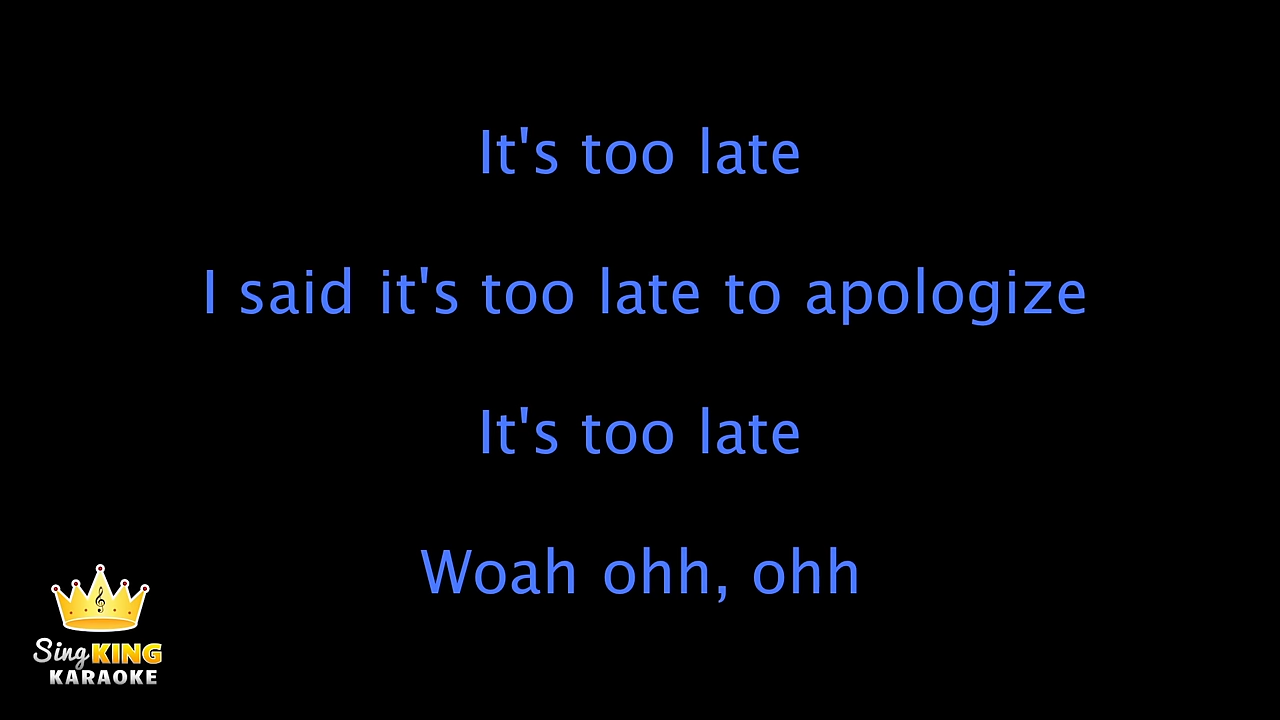 It's too late
I said it's too late to apologize
It's too late
Woah ohh, ohh
Sing KING
KARAOKE